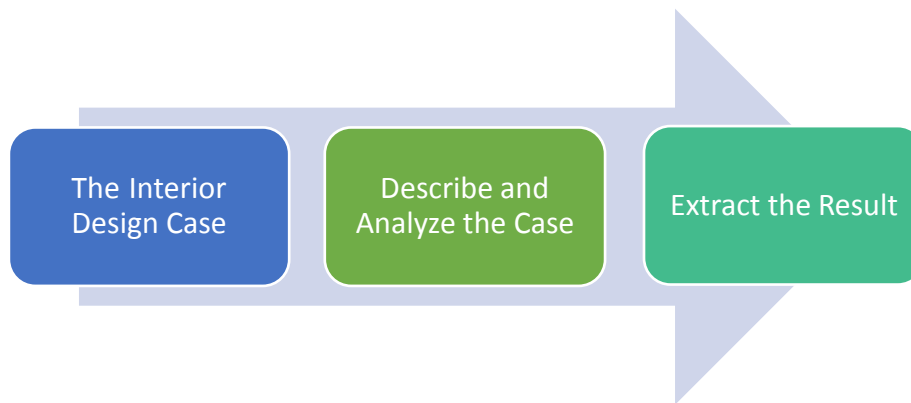 The Interior
Design Case
Describe and
Analyze the Case
Extract the Result